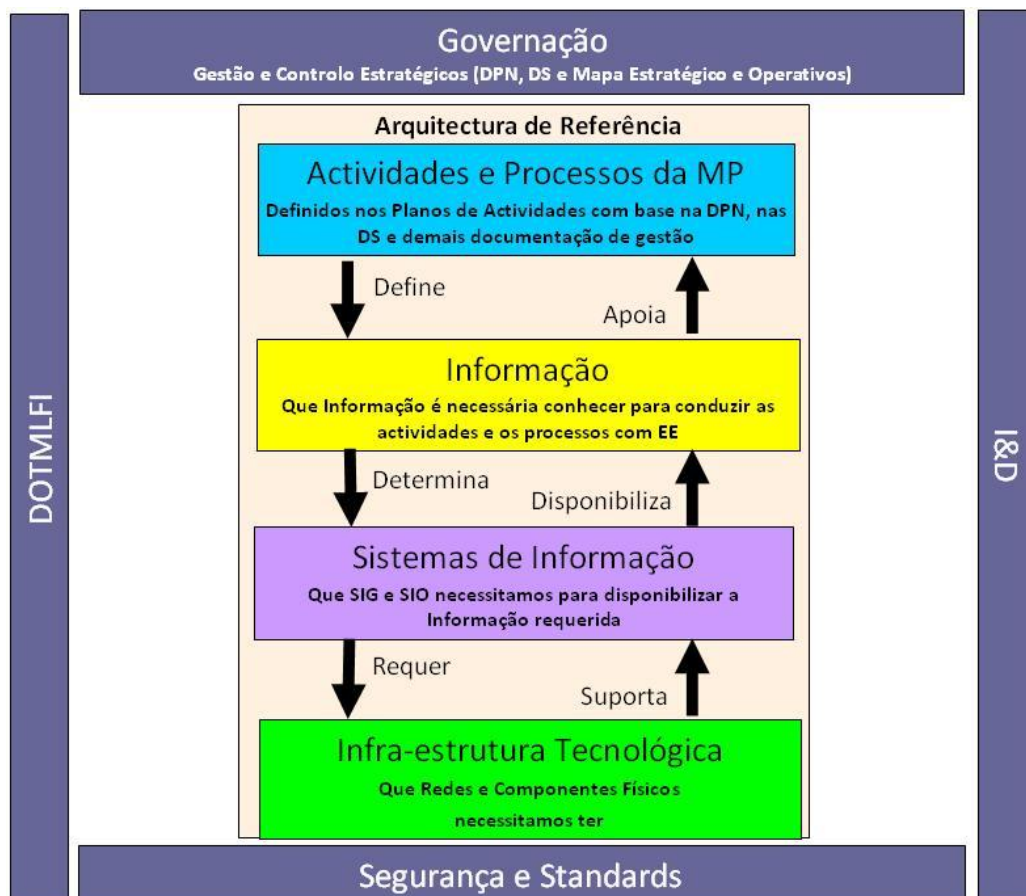 Governação
Gestão e Controlo Estratégicos (DPN, DS e Mapa Estratégico e Operativos)
DOTMLFI
Arquitectura de Referência
Actividades e Processos da MP
Definidos nos Planos de Actividades com base na DPN, nas
DS e demais documentação de gestão
Define
Apoia
Informação
Que Informação é necessária conhecer para conduzir as
actividades e os processos com EE
Determina
Disponibiliza
Sistemas de Informação
Que SIG e SIO necessitamos para disponibilizar a
Informação requerida
Requer
Suporta
Infra-estrutura Tecnológica
Que Redes e Componentes Físicos
necessitamos ter
I&D
Segurança e Standards